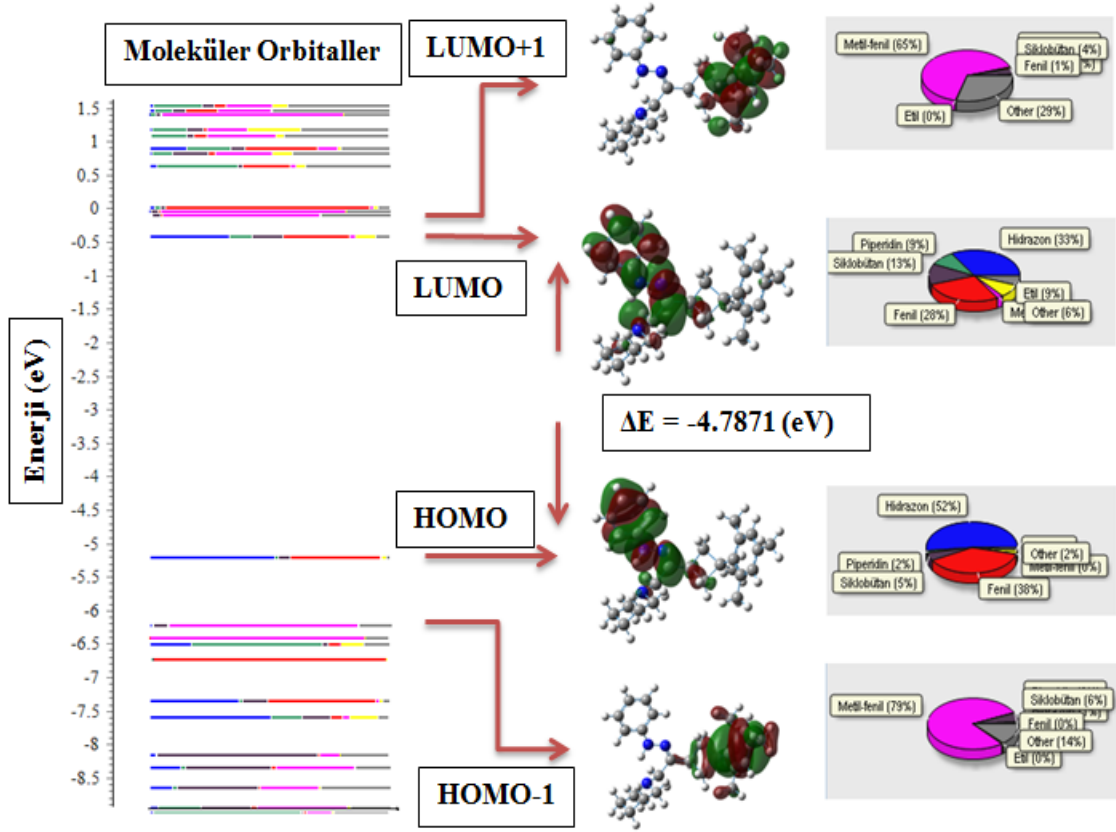 Moleküler Orbitaller
LUMO+1
Metil-fenil (65%)
Siklobütan (4%)
Fenil (1%)
Etil (0%)
Other (29%)
Enerji (eV)
1.5
1
0.5
0
-0.5
-1
-1.5
-2
-2.5
-3
-3.5
-4
-4.5
-5
-5.5
-6
-6.5
-7
-7.5
-8
-8.5
LUMO
Piperidin (9%)
Hidrazon (33%)
Siklobütan (13%)
Etil (9%)
Fenil (28%)
Other (6%)
ΔE = -4.7871 (eV)
HOMO
Hidrazon (52%)
Other (2%)
Piperidin (2%)
Metil-fenil (0%)
Siklobütan (5%)
Fenil (38%)
HOMO-1
Metil-fenil (79%)
Siklobütan (6%)
Fenil (0%)
Other (14%)
Etil (0%)